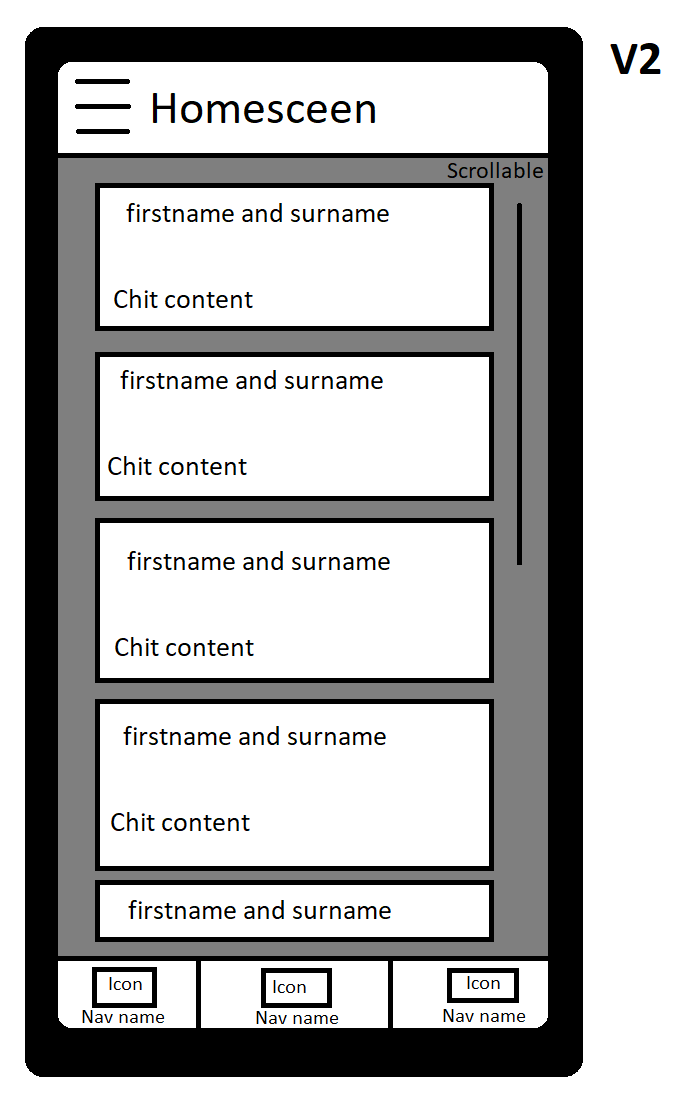 V2
Homesceen
Scrollable
firstname and surname
Chit content
firstname and surname
Chit content
firstname and surname
Chit content
firstname and surname
Chit content
firstname and surname
Icon
Icon
Icon
Nav name
Nav name
Nav name